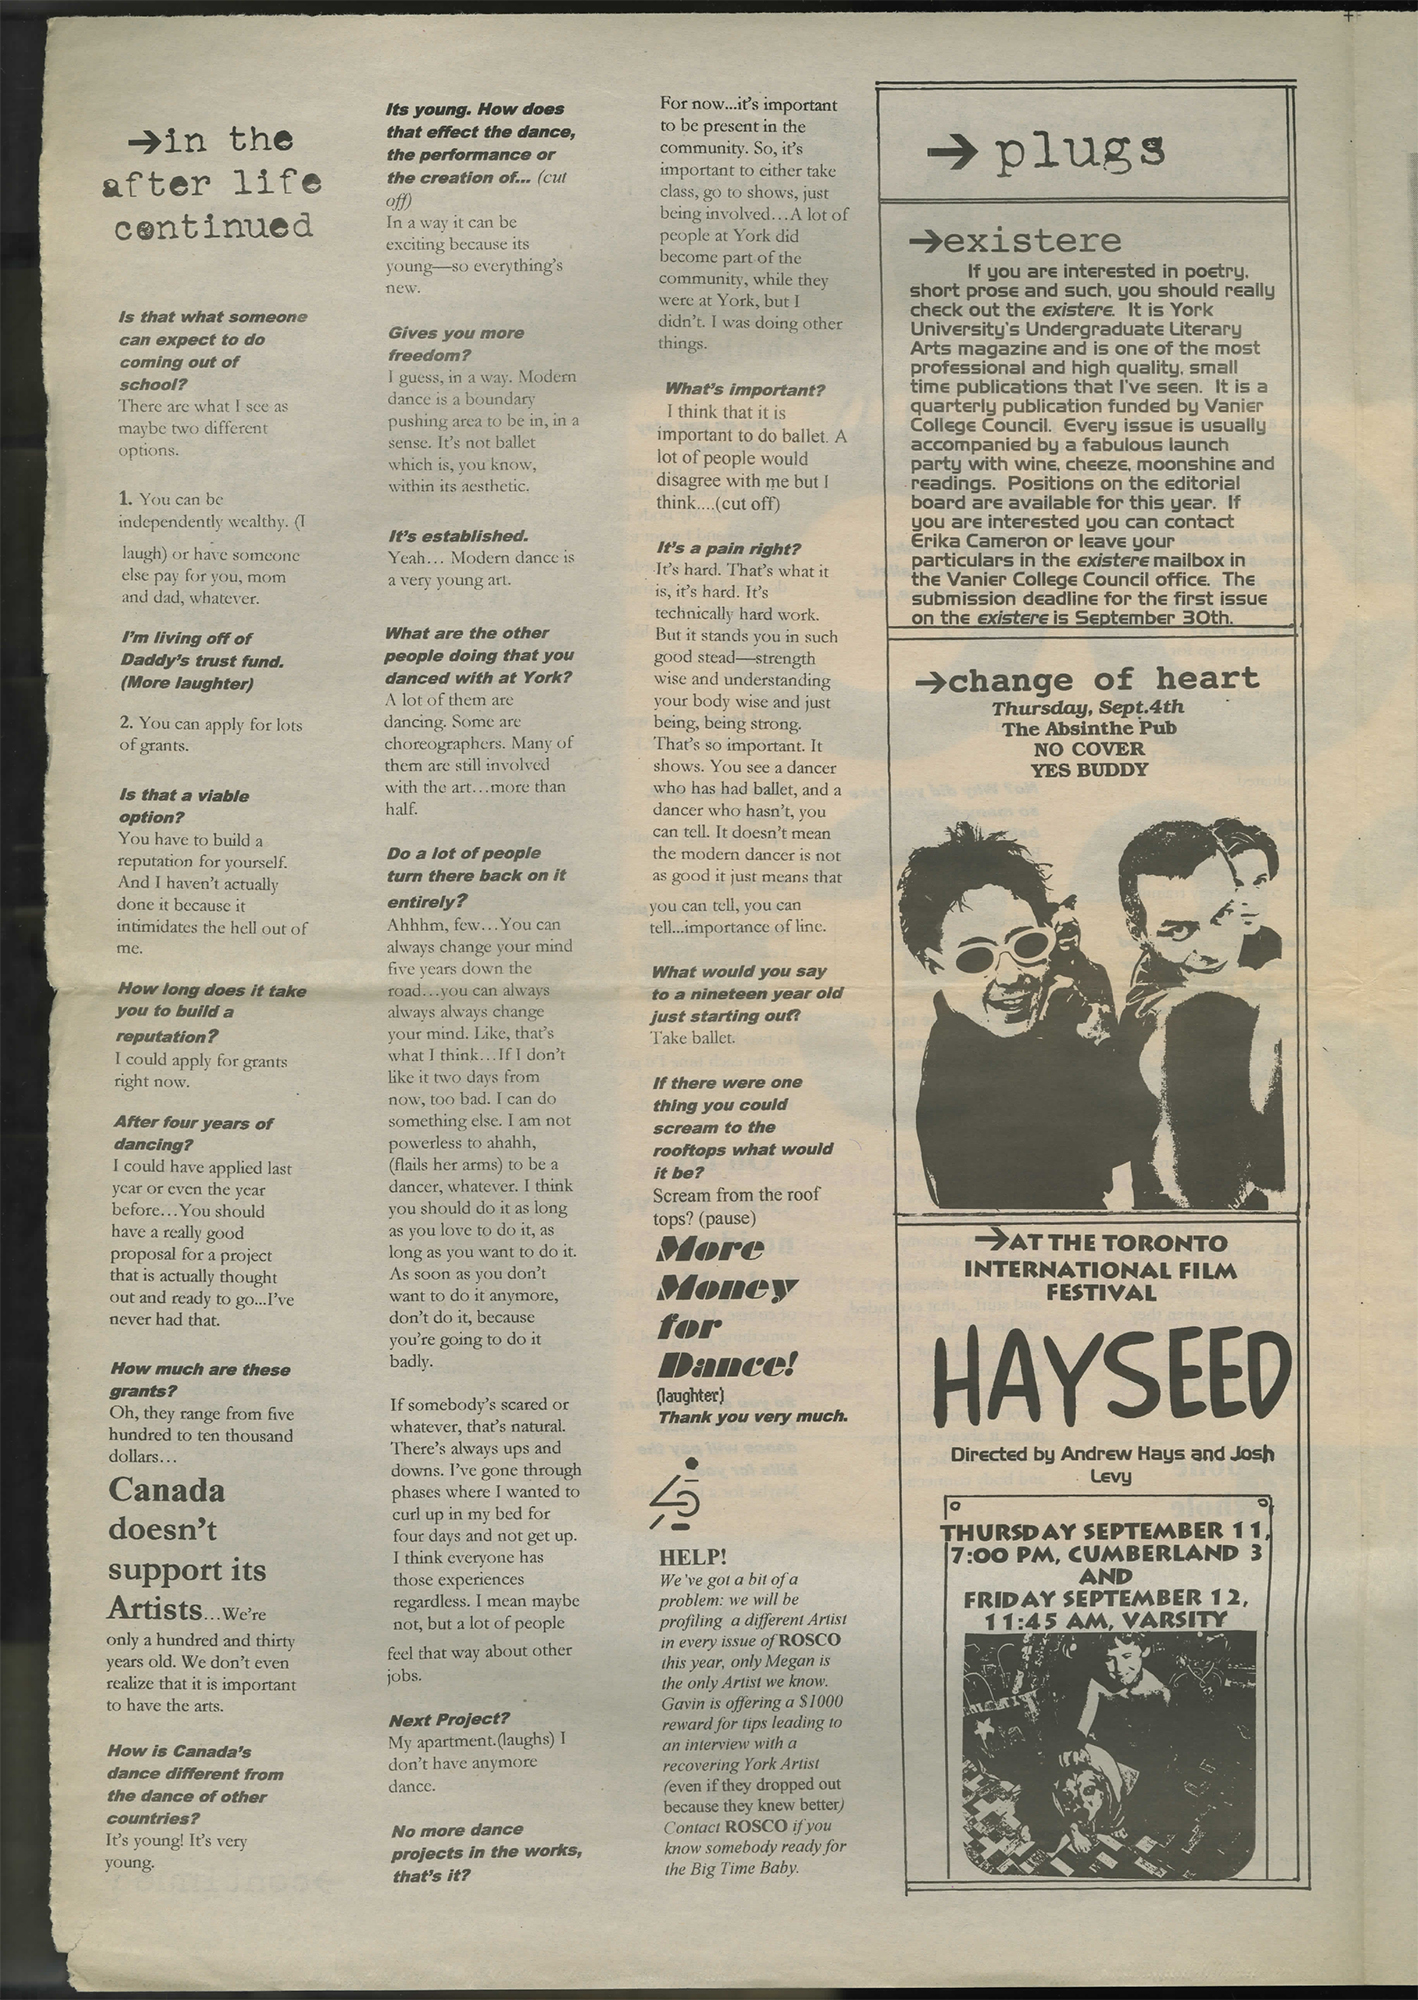 →in the
after life
continued
Is that what someone
can expect to do
coming out of
school?
There are what I see as
maybe two different
options.
1. You can be
independently wealthy. (I
laugh) or have someone
else pay for you, mom
and dad, whatever.
I'm living off of
Daddy's trust fund.
(More laughter)
2. You can apply for lots
of grants.
Is that a viable
option?
You have to build a
reputation for yourself.
And I haven't actually
done it because it
intimidates the hell out of
me.
How long does it take
you to build a
reputation?
I could apply for grants
right now.
After four years of
dancing?
I could have applied last
year or even the year
before...You should
have a really good
proposal for a project
that is actually thought
out and ready to go...I've
never had that.
How much are these
grants?
Oh, they range from five
hundred to ten thousand
dollars...
Canada
doesn't
support its
Artists...We're
only a hundred and thirty
years old. We don't even
realize that it is important
to have the arts.
How is Canada's
dance different from
the dance of other
countries?
It's young! It's very
young.
Its young. How does
that effect the dance,
the performance or
the creation of... (cut
off)
In a way it can be
exciting because its
young—so everything's
new.
Gives you more
freedom?
I guess, in a way. Modern
dance is a boundary
pushing area to be in, in a
sense. It's not ballet
which is, you know,
within its aesthetic.
It's established.
Yeah... Modern dance is
a very young art.
What are the other
people doing that you
danced with at York?
A lot of them are
dancing. Some are
choreographers. Many of
them are still involved
with the art...more than
half.
Do a lot of people
turn there back on it
entirely?
Ahhhm, few...You can
always change your mind
five years down the
road...you can always
always always change
your mind. Like, that's
what I think...If I don't
like it two days from
now, too bad. I can do
something else. I am not
powerless to ahahh,
(flails her arms) to be a
dancer, whatever. I think
you should do it as long
as you love to do it, as
long as you want to do it.
As soon as you don't
want to do it anymore,
don't do it, because
you're going to do it
badly.
If somebody's scared or
whatever, that's natural.
There's always ups and
downs. I've gone through
phases where I wanted to
curl up in my bed for
four days and not get up.
I think everyone has
those experiences
regardless. I mean maybe
not, but a lot of people
feel that way about other
jobs.
Next Project?
My apartment.(laughs) I
don't have anymore
dance.
No more dance
projects in the works,
that's it?
For now...it's important
to be present in the
community. So, it's
important to either take
class, go to shows, just
being involved...A lot of
people at York did
become part of the
community, while they
were at York, but I
didn't. I was doing other
things.
What's important?
I think that it is
important to do ballet. A
lot of people would
disagree with me but I
think....(cut off)
It's a pain right?
It's hard. That's what it
is, it's hard. It's
technically hard work.
But it stands you in such
good stead—strength
wise and understanding
your body wise and just
being, being strong.
That's so important. It
shows. You see a dancer
who has had ballet, and a
dancer who hasn't, you
can tell. It doesn't mean
the modern dancer is not
as good it just means that
you can tell, you can
tell...importance of line.
What would you say
to a nineteen year old
just starting out?
Take ballet.
If there were one
thing you could
scream to the
rooftops what would
it be?
Scream from the roof
tops? (pause)
More
Money
for
Dance!
(laughter)
Thank you very much.
HELP!
We've got a bit of a
problem: we will be
profiling a different Artist
in every issue of ROSCO
this year, only Megan is
the only Artist we know.
Gavin is offering a $1000
reward for tips leading to
an interview with a
recovering York Artist
(even if they dropped out
because they knew better)
Contact ROSCO if you
know somebody ready for
the Big Time Baby.
→ plugs
→existere
If you are interested in poetry,
short prose and such, you should really
check out the existere. It is York
University's Undergraduate Literary
Arts magazine and is one of the most
professional and high quality, small
time publications that I've seen. It is a
quarterly publication funded by Vanier
College Council. Every issue is usually
accompanied by a fabulous launch
party with wine, cheeze, moonshine and
readings. Positions on the editorial
board are available for this year. If
you are interested you can contact
Erika Cameron or leave your
particulars in the existere mailbox in
the Vanier College Council office. The
submission deadline for the first issue
on the existere is September 30th.
→change of heart
Thursday, Sept.4th
The Absinthe Pub
NO COVER
YES BUDDY
→AT THE TORONTO
INTERNATIONAL FILM
FESTIVAL
HAYSEED
Directed by Andrew Hays and Josh
Levy
THURSDAY SEPTEMBER 11,
7:00 PM, CUMBERLAND 3
AND
FRIDAY SEPTEMBER 12,
11:45 AM, VARSITY